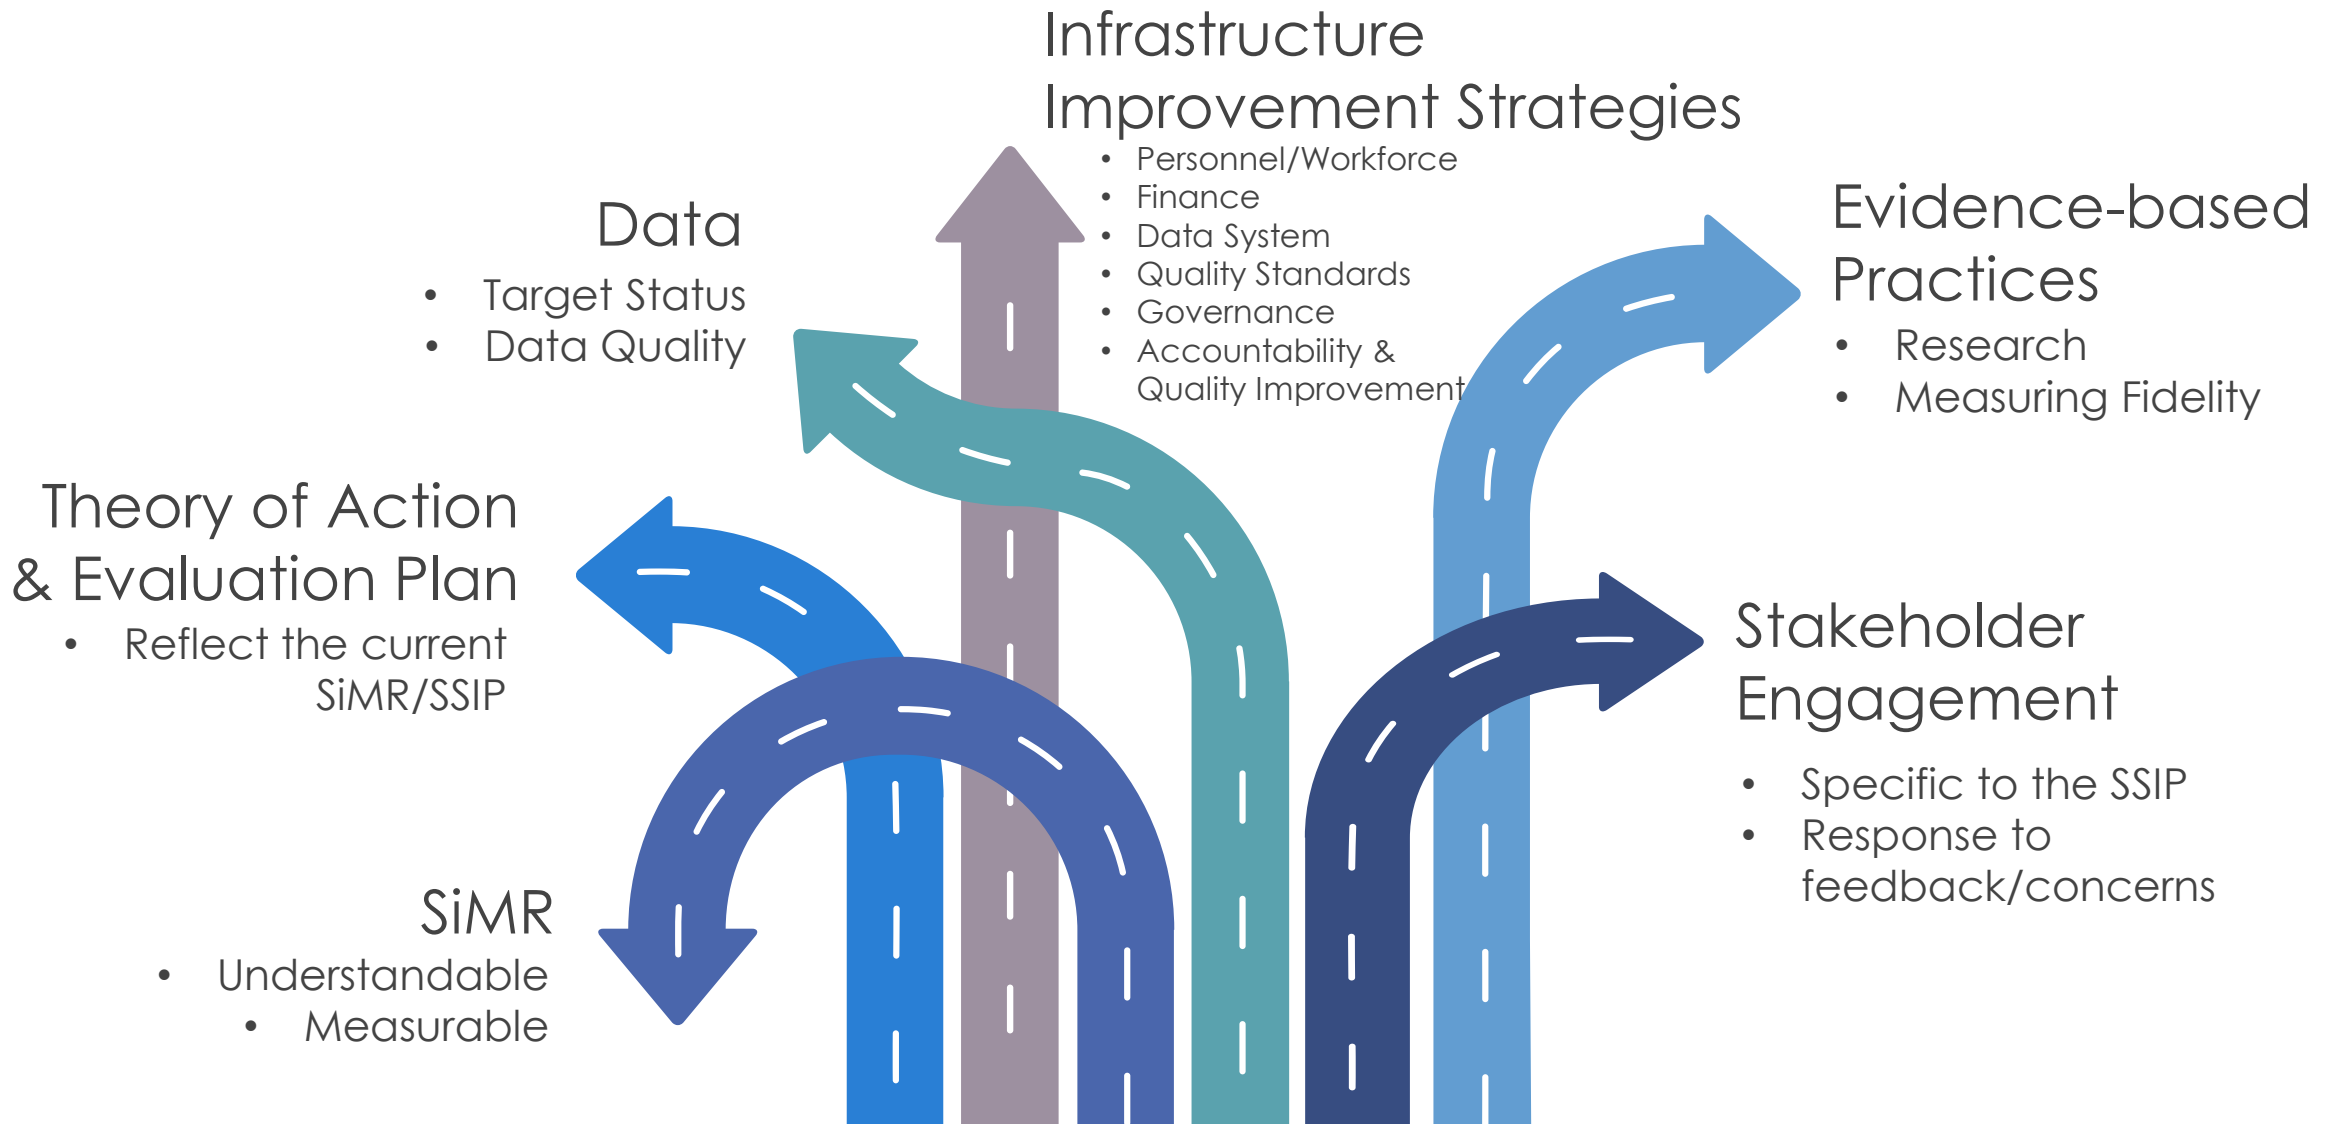 Infrastructure
Improvement Strategies
• Personnel/Workforce
• Finance
• Data System
• Quality Standards
• Governance
• Accountability &
Quality Improvement
Data
• Target Status
• Data Quality
Evidence-based
Practices
• Research
• Measuring Fidelity
Theory of Action
& Evaluation Plan
• Reflect the current
SiMR/SSIP
Stakeholder
Engagement
• Specific to the SSIP
• Response to
feedback/concerns
SiMR
• Understandable
• Measurable